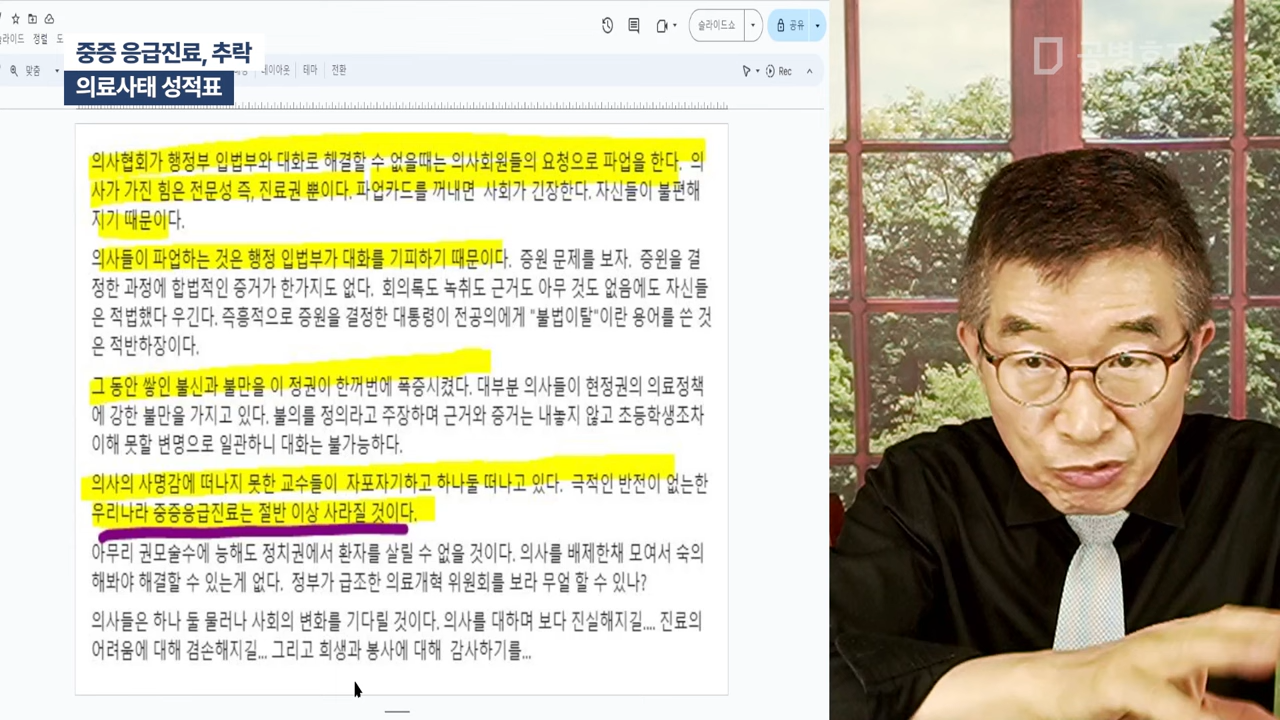 중증 응급진료, 추락
의료사태 성적표
슬라이드쇼
공유
맞춤
테마
전환
Rec
의사협회가 행정부 입법부와 대화로 해결할 수 없을때는 의사회원들의 요청으로 파업을 한다. 의
사가 가진 힘은 전문성 즉, 진료권 뿐이다. 파업카드를 꺼내면 사회가 긴장한다. 자신들이 불편해
지기 때문이다.
의사들이 파업하는 것은 행정 입법부가 대화를 기피하기 때문이다. 증원 문제를 보자. 증원을 결
정한 과정에 합법적인 증거가 한가지도 없다. 회의록도 녹취도 근거도 아무 것도 없음에도 자신들
은 적법했다 우긴다. 즉흥적으로 증원을 결정한 대통령이 전공의에게 "불법이탈"이란 용어를 쓴 것
은 적반하장이다.
그 동안 쌓인 불신과 불만을 이 정권이 한꺼번에 폭증시켰다. 대부분 의사들이 현정권의 의료정책
에 강한 불만을 가지고 있다. 불의를 정의라고 주장하며 근거와 증거는 내놓지 않고 초등학생조차
이해 못할 변명으로 일관하니 대화는 불가능하다.
의사의 사명감에 떠나지 못한 교수들이 자포자기하고 하나둘 떠나고 있다. 극적인 반전이 없는한
우리나라 중증응급진료는 절반 이상 사라질 것이다.
아무리 권모술수에 능해도 정치권에서 환자를 살릴 수 없을 것이다. 의사를 배제한채 모여서 숙의
해봐야 해결할 수 있는게 없다. 정부가 급조한 의료개혁 위원회를 보라 무얼 할 수 있나?
의사들은 하나 둘 물러나 사회의 변화를 기다릴 것이다. 의사를 대하며 보다 진실해지길.... 진료의
어려움에 대해 겸손해지길... 그리고 희생과 봉사에 대해 감사하기를...